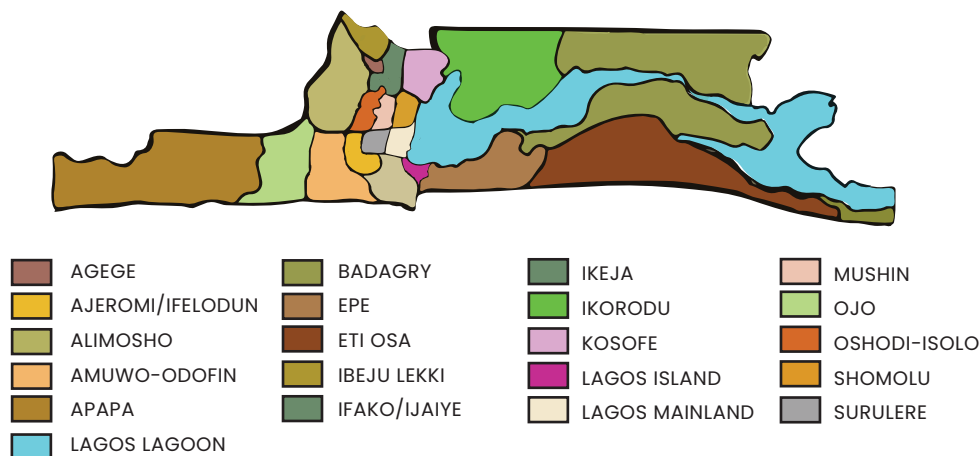 AGEGE
AJEROMI/IFELODUN
ALIMOSHO
AMUWO-ODOFIN
APAPA
LAGOS LAGOON
BADAGRY
EPE
ETI OSA
IBEJU LEKKI
IFAKO/IJAIYE
IKEJA
IKORODU
KOSOFE
LAGOS ISLAND
LAGOS MAINLAND
MUSHIN
OJO
OSHODI-ISOLO
SHOMOLU
SURULERE